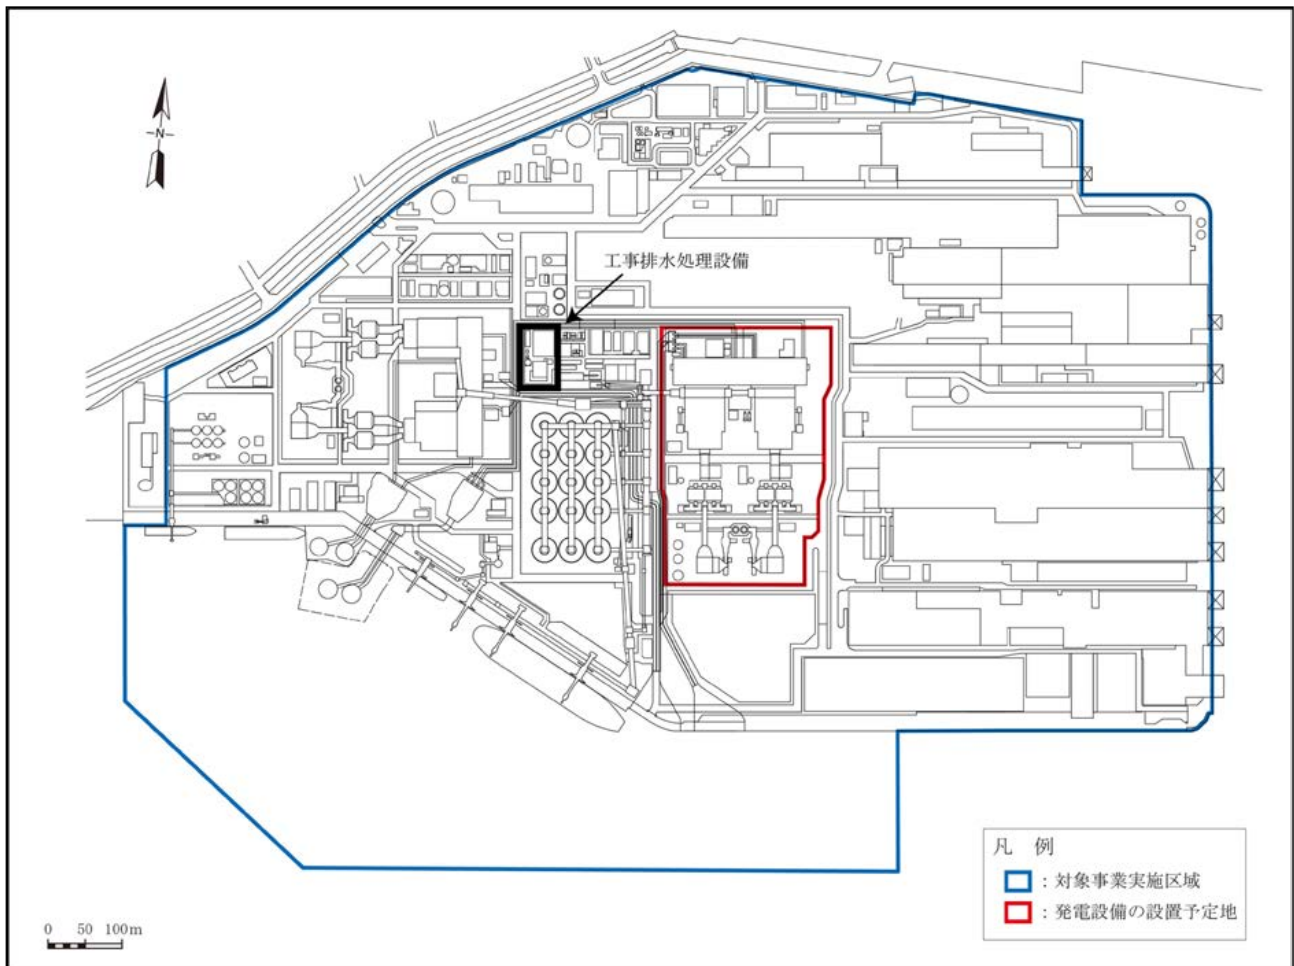 N
工事排水処理設備
凡 例
：対象事業実施区域
：発電設備の設置予定地
0 50 100m